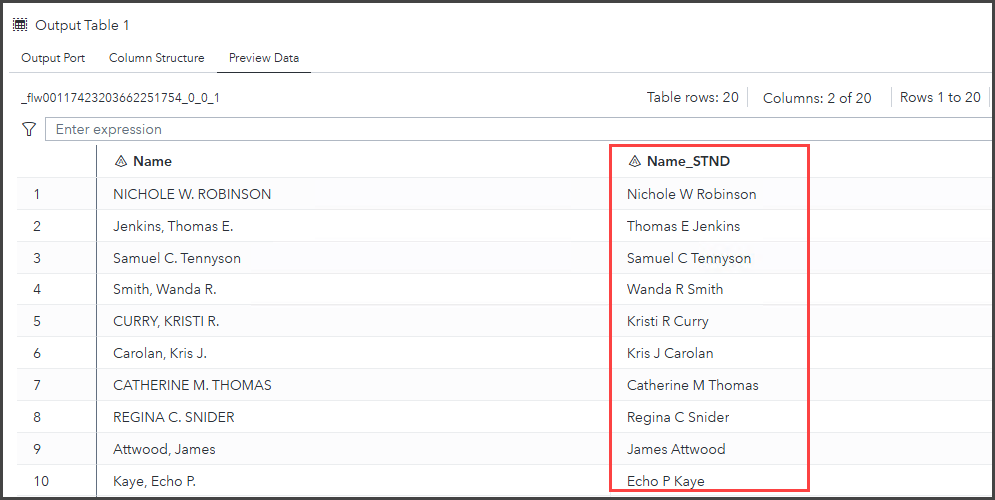 Output Table 1
Output Port Column Structure Preview Data
_flw00117423203662251754_0_0_1 Table rows: 20 Columns: 2 of 20 Rows 1 to 20
Enter expression
Name Name_STND
1 NICHOLE W. ROBINSON Nichole W Robinson
2 Jenkins, Thomas E. Thomas E Jenkins
3 Samuel C. Tennyson Samuel C Tennyson
4 Smith, Wanda R. Wanda R Smith
5 CURRY, KRISTI R. Kristi R Curry
6 Carolan, Kris J. Kris J Carolan
7 CATHERINE M. THOMAS Catherine M Thomas
8 REGINA C. SNIDER Regina C Snider
9 Attwood, James James Attwood
10 Kaye, Echo P. Echo P Kaye